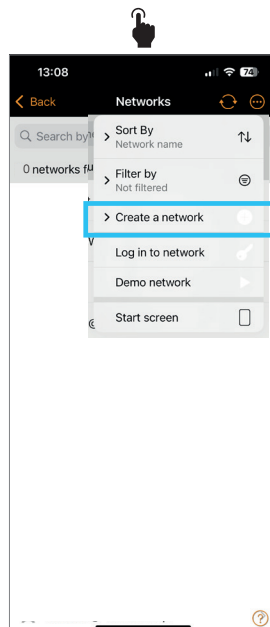 13:08
74
Back
Networks
Search by
0 networks fu
Sort By
Network name
Filter by
Not filtered
Create a network
Log in to network
Demo network
Start screen
?